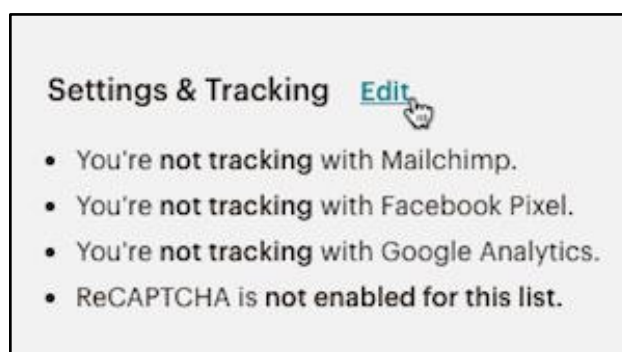 Settings & Tracking Edit
• You're not tracking with Mailchimp.
• You're not tracking with Facebook Pixel.
• You're not tracking with Google Analytics.
• ReCAPTCHA is not enabled for this list.